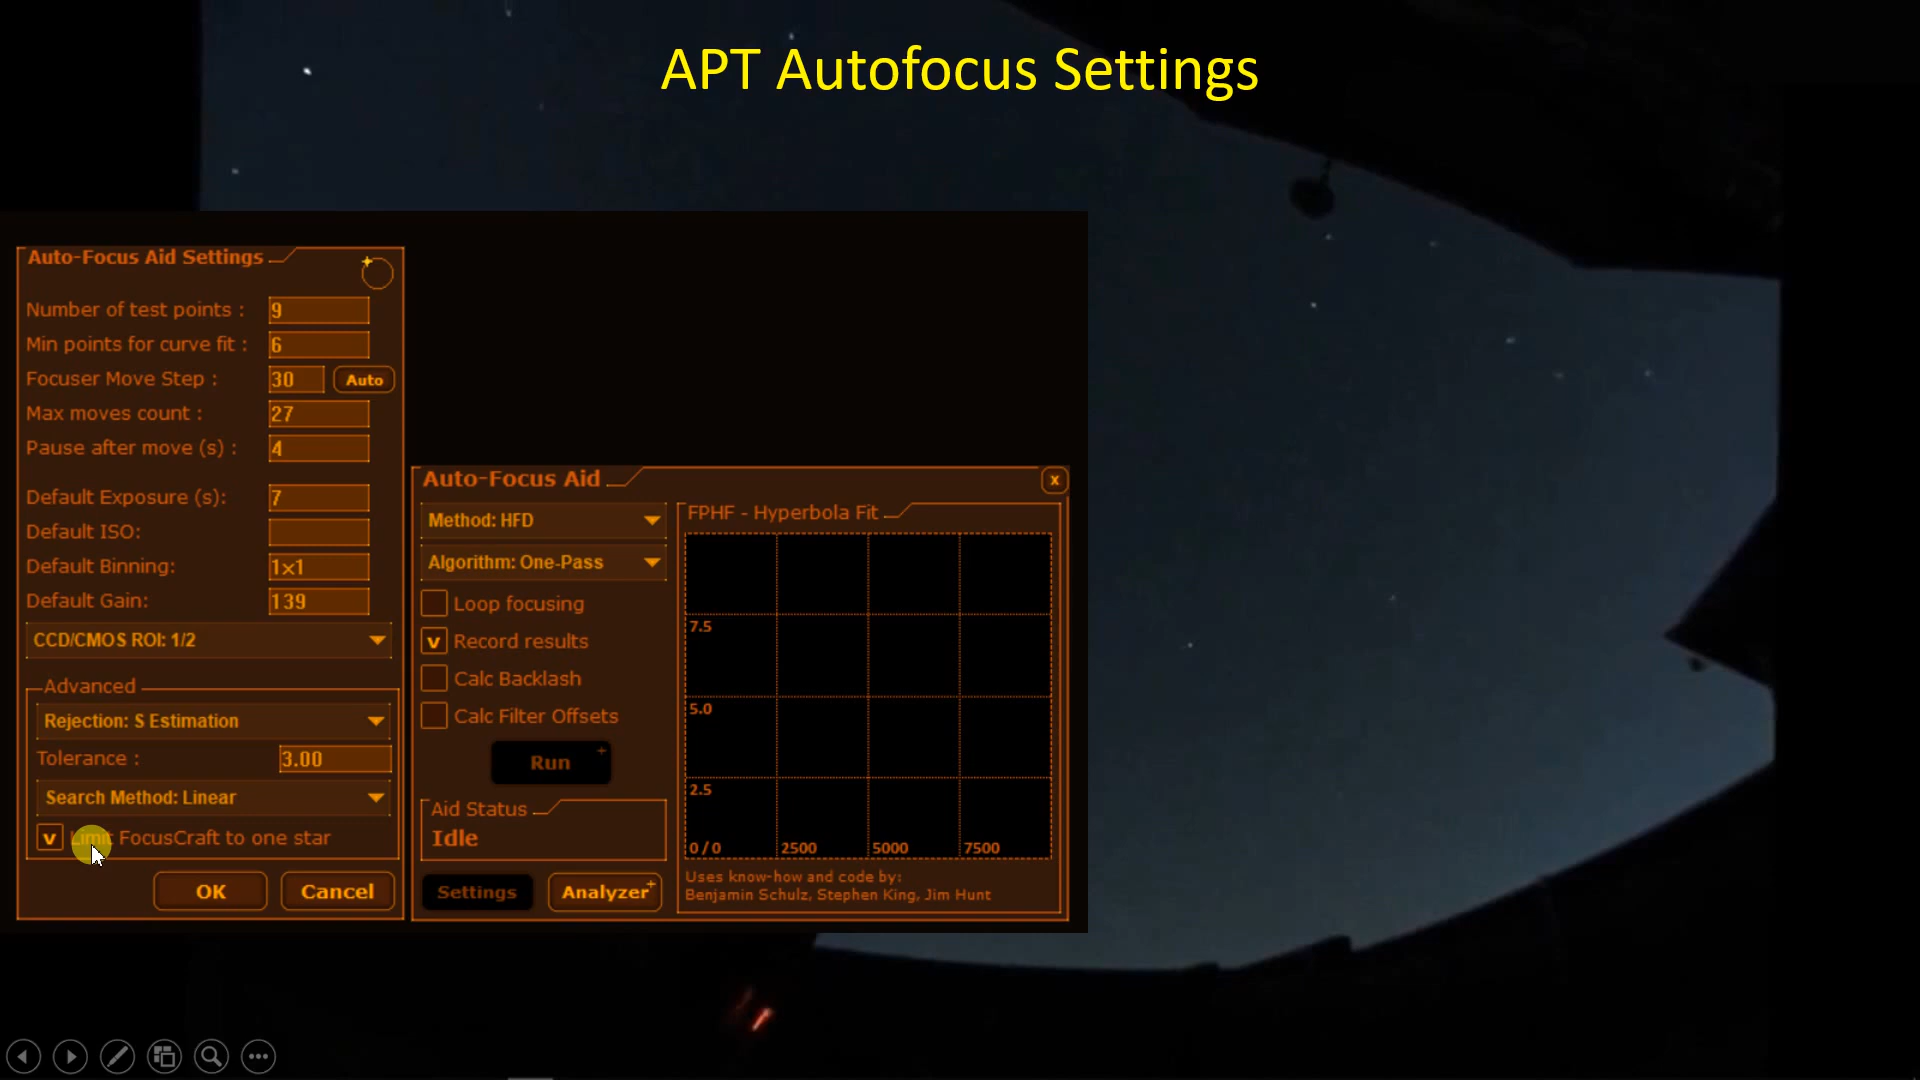 APT Autofocus Settings
Auto-Focus Aid Settings
Number of test points : 9
Min points for curve fit : 6
Focuser Move Step : 30 Auto
Max moves count : 27
Pause after move (s) : 4
Default Exposure (s): 7
Default ISO:
Default Binning: 1x1
Default Gain: 139
CCD/CMOS ROI: 1/2
Advanced
Rejection: S Estimation
Tolerance : 3.00
Search Method: Linear
v Limit FocusCraft to one star
OK Cancel
Auto-Focus Aid x
Method: HFD
Algorithm: One-Pass
Loop focusing
v Record results
Calc Backlash
Calc Filter Offsets
Run +
Aid Status
Idle
Settings Analyzer +
FPHF - Hyperbola Fit
7.5
5.0
2.5
0 / 0 2500 5000 7500
Uses know-how and code by:
Benjamin Schulz, Stephen King, Jim Hunt